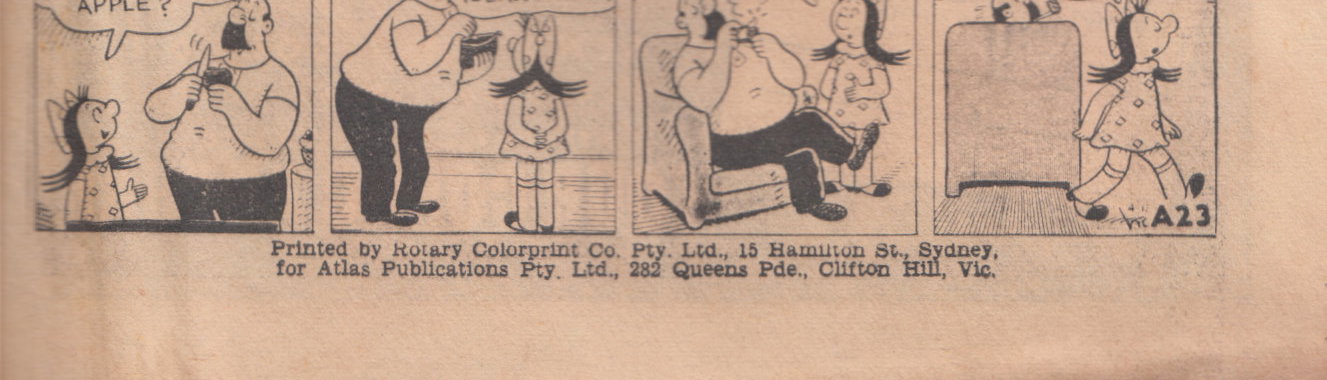 APPLE?
A23
Printed by Rotary Colorprint Co. Pty. Ltd., 15 Hamilton St., Sydney,
for Atlas Publications Pty. Ltd., 282 Queens Pde., Clifton Hill, Vic.